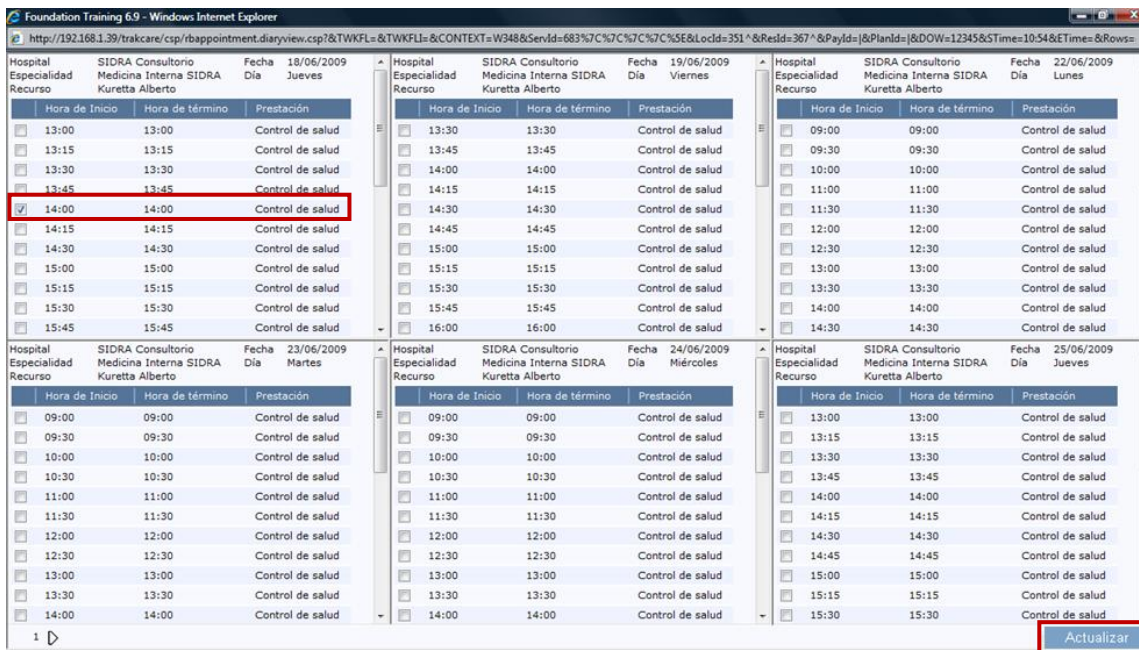 Foundation Training 6.9 - Windows Internet Explorer
http://192.168.1.39/trakcare/csp/rbappointment.diaryview.csp?&TWKFL=&TWKFLI=&CONTEXT=W348&ServId=683%7C%7C%7C%7C%5E&LocId=351^&ResId=367^&PayId=|&PlanId=|&DOW=12345&STime=10:54&ETime=&Rows=
Hospital SIDRA Consultorio Fecha 18/06/2009
Especialidad Medicina Interna SIDRA Día Jueves
Recurso Kuretta Alberto
Hora de Inicio Hora de término Prestación
13:00 13:00 Control de salud
13:15 13:15 Control de salud
13:30 13:30 Control de salud
13:45 13:45 Control de salud
14:00 14:00 Control de salud
14:15 14:15 Control de salud
14:30 14:30 Control de salud
15:00 15:00 Control de salud
15:15 15:15 Control de salud
15:30 15:30 Control de salud
15:45 15:45 Control de salud
Hospital SIDRA Consultorio Fecha 19/06/2009
Especialidad Medicina Interna SIDRA Día Viernes
Recurso Kuretta Alberto
Hora de Inicio Hora de término Prestación
13:30 13:30 Control de salud
13:45 13:45 Control de salud
14:00 14:00 Control de salud
14:15 14:15 Control de salud
14:30 14:30 Control de salud
14:45 14:45 Control de salud
15:00 15:00 Control de salud
15:15 15:15 Control de salud
15:30 15:30 Control de salud
15:45 15:45 Control de salud
16:00 16:00 Control de salud
Hospital SIDRA Consultorio Fecha 22/06/2009
Especialidad Medicina Interna SIDRA Día Lunes
Recurso Kuretta Alberto
Hora de Inicio Hora de término Prestación
09:00 09:00 Control de salud
09:30 09:30 Control de salud
10:00 10:00 Control de salud
11:00 11:00 Control de salud
11:30 11:30 Control de salud
12:00 12:00 Control de salud
12:30 12:30 Control de salud
13:00 13:00 Control de salud
13:30 13:30 Control de salud
14:00 14:00 Control de salud
14:30 14:30 Control de salud
Hospital SIDRA Consultorio Fecha 23/06/2009
Especialidad Medicina Interna SIDRA Día Martes
Recurso Kuretta Alberto
Hora de Inicio Hora de término Prestación
09:00 09:00 Control de salud
09:30 09:30 Control de salud
10:00 10:00 Control de salud
10:30 10:30 Control de salud
11:00 11:00 Control de salud
11:30 11:30 Control de salud
12:00 12:00 Control de salud
12:30 12:30 Control de salud
13:00 13:00 Control de salud
13:30 13:30 Control de salud
14:00 14:00 Control de salud
Hospital SIDRA Consultorio Fecha 24/06/2009
Especialidad Medicina Interna SIDRA Día Miércoles
Recurso Kuretta Alberto
Hora de Inicio Hora de término Prestación
09:00 09:00 Control de salud
09:30 09:30 Control de salud
10:00 10:00 Control de salud
10:30 10:30 Control de salud
11:00 11:00 Control de salud
11:30 11:30 Control de salud
12:00 12:00 Control de salud
12:30 12:30 Control de salud
13:00 13:00 Control de salud
13:30 13:30 Control de salud
14:00 14:00 Control de salud
Hospital SIDRA Consultorio Fecha 25/06/2009
Especialidad Medicina Interna SIDRA Día Jueves
Recurso Kuretta Alberto
Hora de Inicio Hora de término Prestación
13:00 13:00 Control de salud
13:15 13:15 Control de salud
13:30 13:30 Control de salud
13:45 13:45 Control de salud
14:00 14:00 Control de salud
14:15 14:15 Control de salud
14:30 14:30 Control de salud
14:45 14:45 Control de salud
15:00 15:00 Control de salud
15:15 15:15 Control de salud
15:30 15:30 Control de salud
1
Actualizar